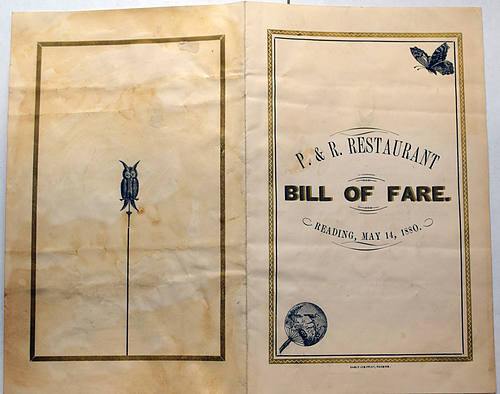 P. & R. RESTAURANT
BILL OF FARE.
READING, MAY 14, 1880.